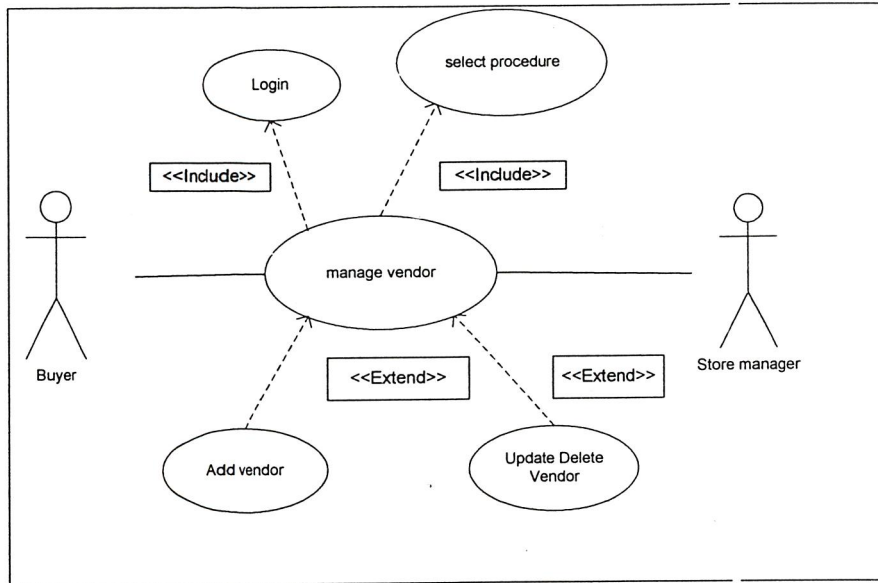 select procedure
Login
<<Include>>
<<Include>>
manage vendor
Buyer
Store manager
<<Extend>>
<<Extend>>
Add vendor
Update Delete
Vendor